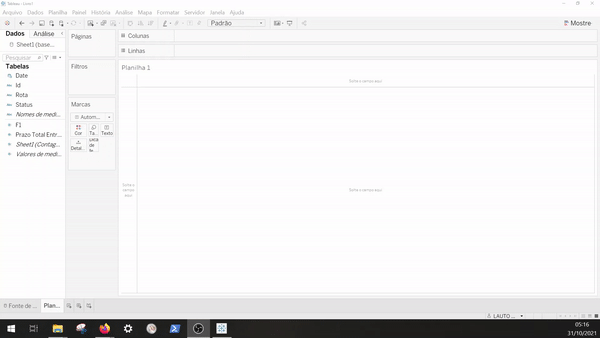 Tableau - Livro1
Arquivo Dados Planilha Painel História Análise Mapa Formatar Servidor Janela Ajuda
Padrão
Mostre
Dados Análise
Páginas
Colunas
Sheet1 (base...
Linhas
Pesquisar
Filtros
Planilha 1
Tabelas
Date
Id
Rota
Status
Nomes de medi...
F1
Prazo Total Entr...
Sheet1 (Contag...
Valores de medi...
Marcas
Autom...
Cor
Ta...
Texto
Detal...
Solte o campo aqui
Solte o campo aqui
Solte o campo aqui
Fonte de ...
Plan...
LAUTO ...
05:16
31/10/2021